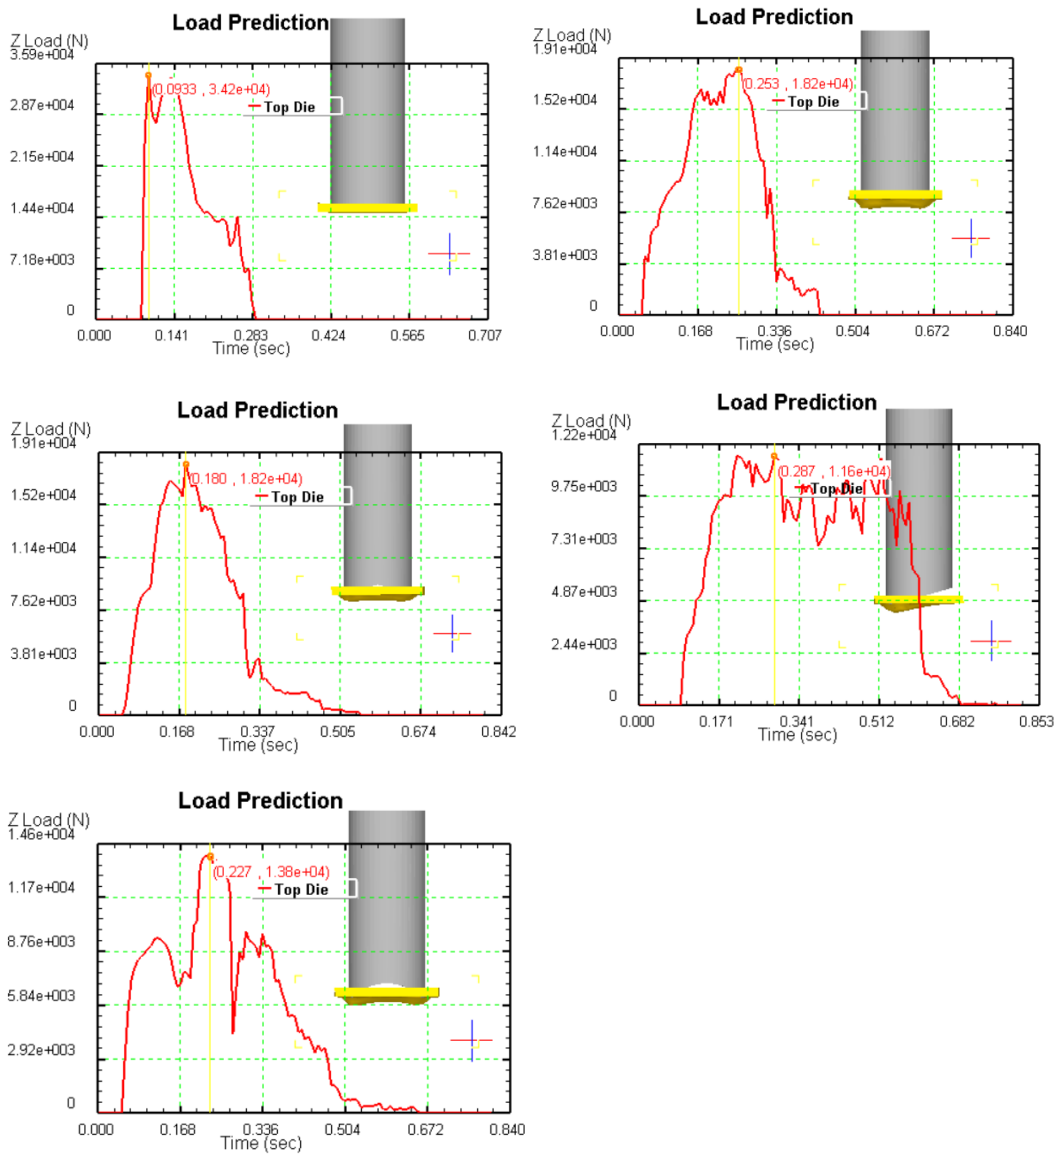 Load Prediction
Z Load (N)
3.59e+004
(0.0933 , 3.42e+04)
Top Die
2.87e+004
2.15e+004
1.44e+004
7.18e+003
0
0.000 0.141 0.283 0.424 0.565 0.707
Time (sec)
Load Prediction
Z Load (N)
1.91e+004
(0.253 , 1.82e+04)
Top Die
1.52e+004
1.14e+004
7.62e+003
3.81e+003
0
0.000 0.168 0.336 0.504 0.672 0.840
Time (sec)
Load Prediction
Z Load (N)
1.91e+004
(0.180 , 1.82e+04)
Top Die
1.52e+004
1.14e+004
7.62e+003
3.81e+003
0
0.000 0.168 0.337 0.505 0.674 0.842
Time (sec)
Load Prediction
Z Load (N)
1.22e+004
(0.287 , 1.16e+04)
Top Die
9.75e+003
7.31e+003
4.87e+003
2.44e+003
0
0.000 0.171 0.341 0.512 0.682 0.853
Time (sec)
Load Prediction
Z Load (N)
1.46e+004
(0.227 , 1.38e+04)
Top Die
1.17e+004
8.76e+003
5.84e+003
2.92e+003
0
0.000 0.168 0.336 0.504 0.672 0.840
Time (sec)